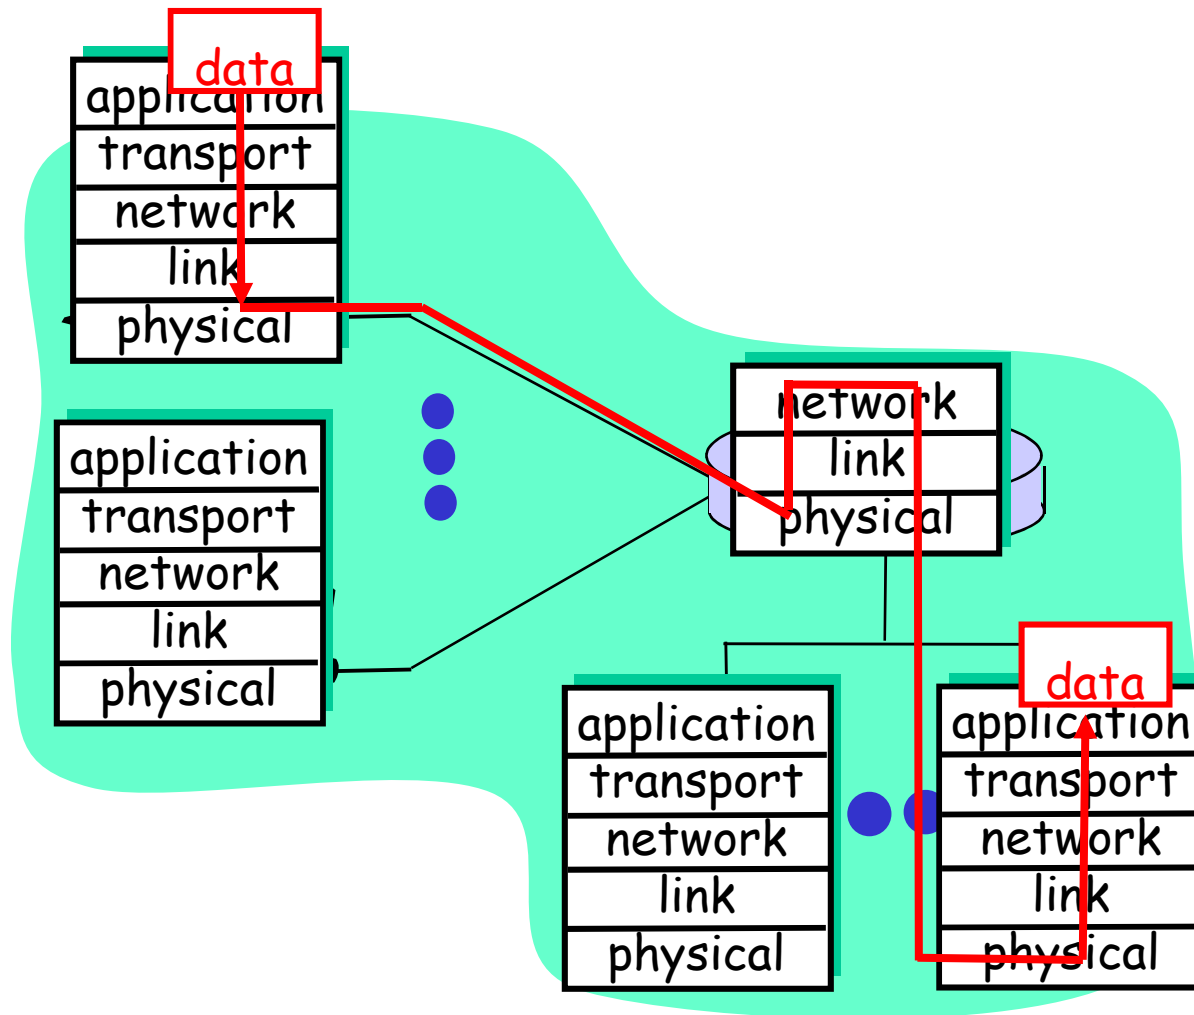 data
application
transport
network
link
physical
application
transport
network
link
physical
network
link
physical
application
transport
network
link
physical
data
application
transport
network
link
physical